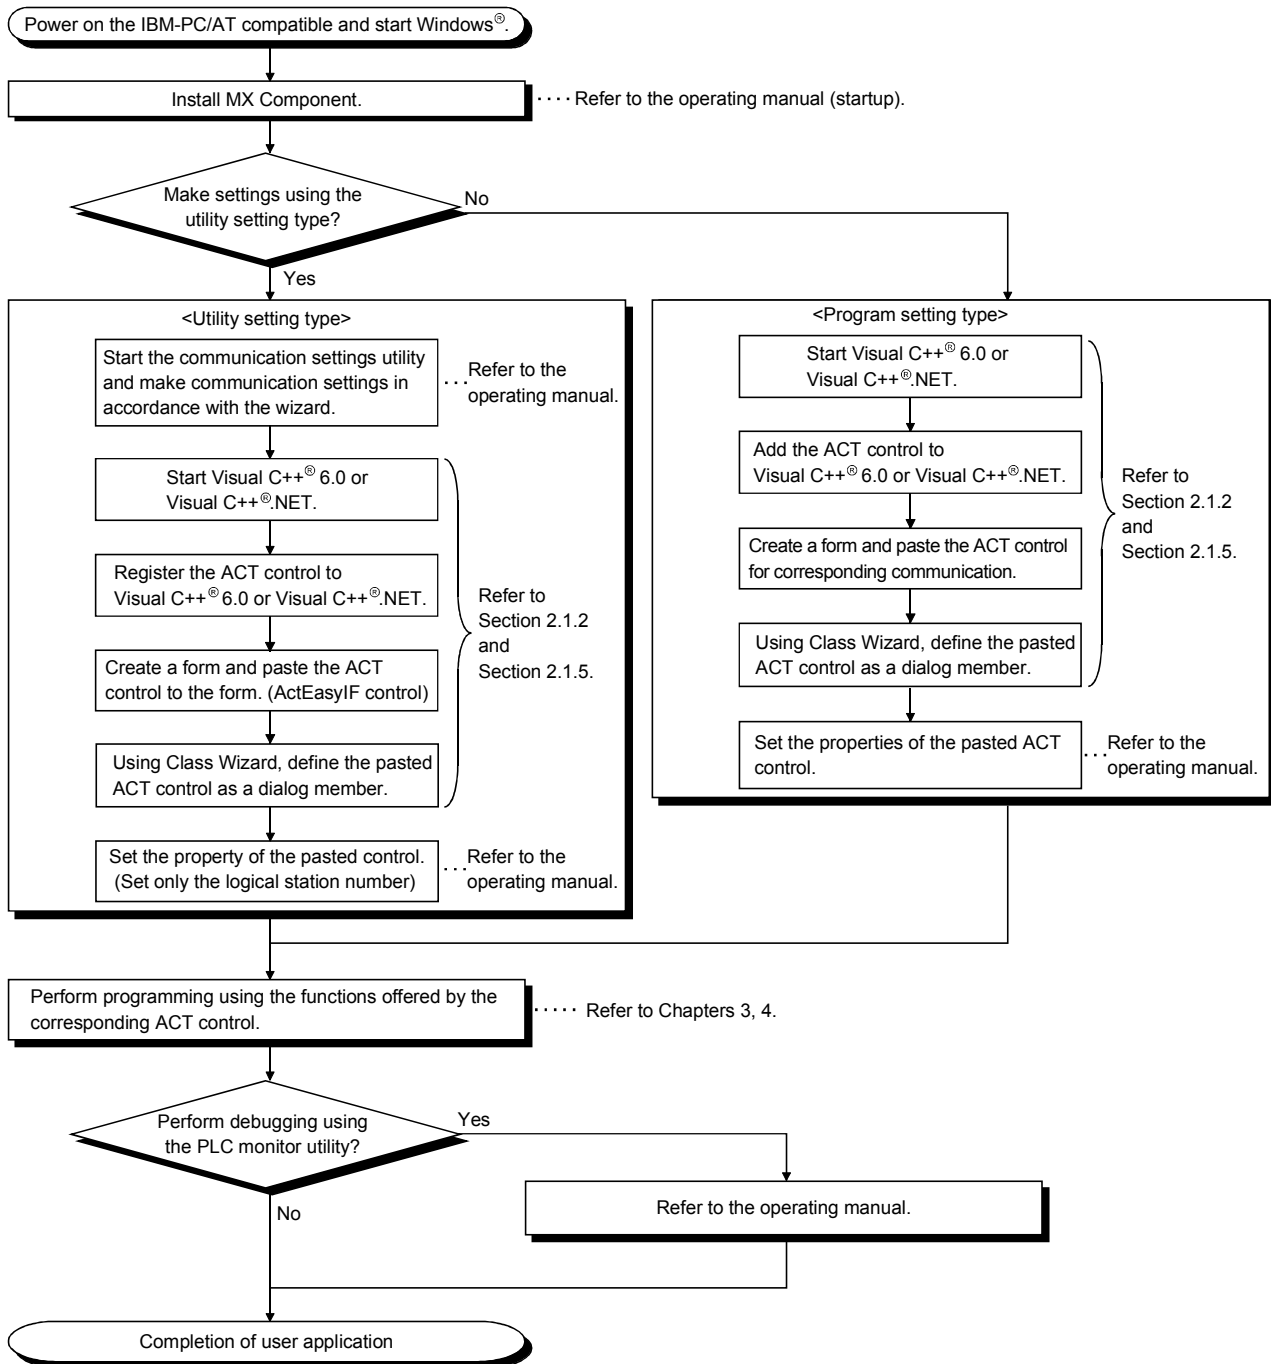 Power on the IBM-PC/AT compatible and start Windows®.
Install MX Component.
····Refer to the operating manual (startup).
Make settings using the
utility setting type?
No
Yes
<Utility setting type>
Start the communication settings utility
and make communication settings in
accordance with the wizard.
···Refer to the
operating manual.
Start Visual C++® 6.0 or
Visual C++®.NET.
Register the ACT control to
Visual C++® 6.0 or Visual C++®.NET.
Create a form and paste the ACT
control to the form. (ActEasyIF control)
Using Class Wizard, define the pasted
ACT control as a dialog member.
Refer to
Section 2.1.2
and
Section 2.1.5.
Set the property of the pasted control.
(Set only the logical station number)
···Refer to the
operating manual.
<Program setting type>
Start Visual C++® 6.0 or
Visual C++®.NET.
Add the ACT control to
Visual C++® 6.0 or Visual C++®.NET.
Create a form and paste the ACT control
for corresponding communication.
Using Class Wizard, define the pasted
ACT control as a dialog member.
Refer to
Section 2.1.2
and
Section 2.1.5.
Set the properties of the pasted ACT
control.
···Refer to the
operating manual.
Perform programming using the functions offered by the
corresponding ACT control.
····· Refer to Chapters 3, 4.
Perform debugging using
the PLC monitor utility?
Yes
No
Refer to the operating manual.
Completion of user application